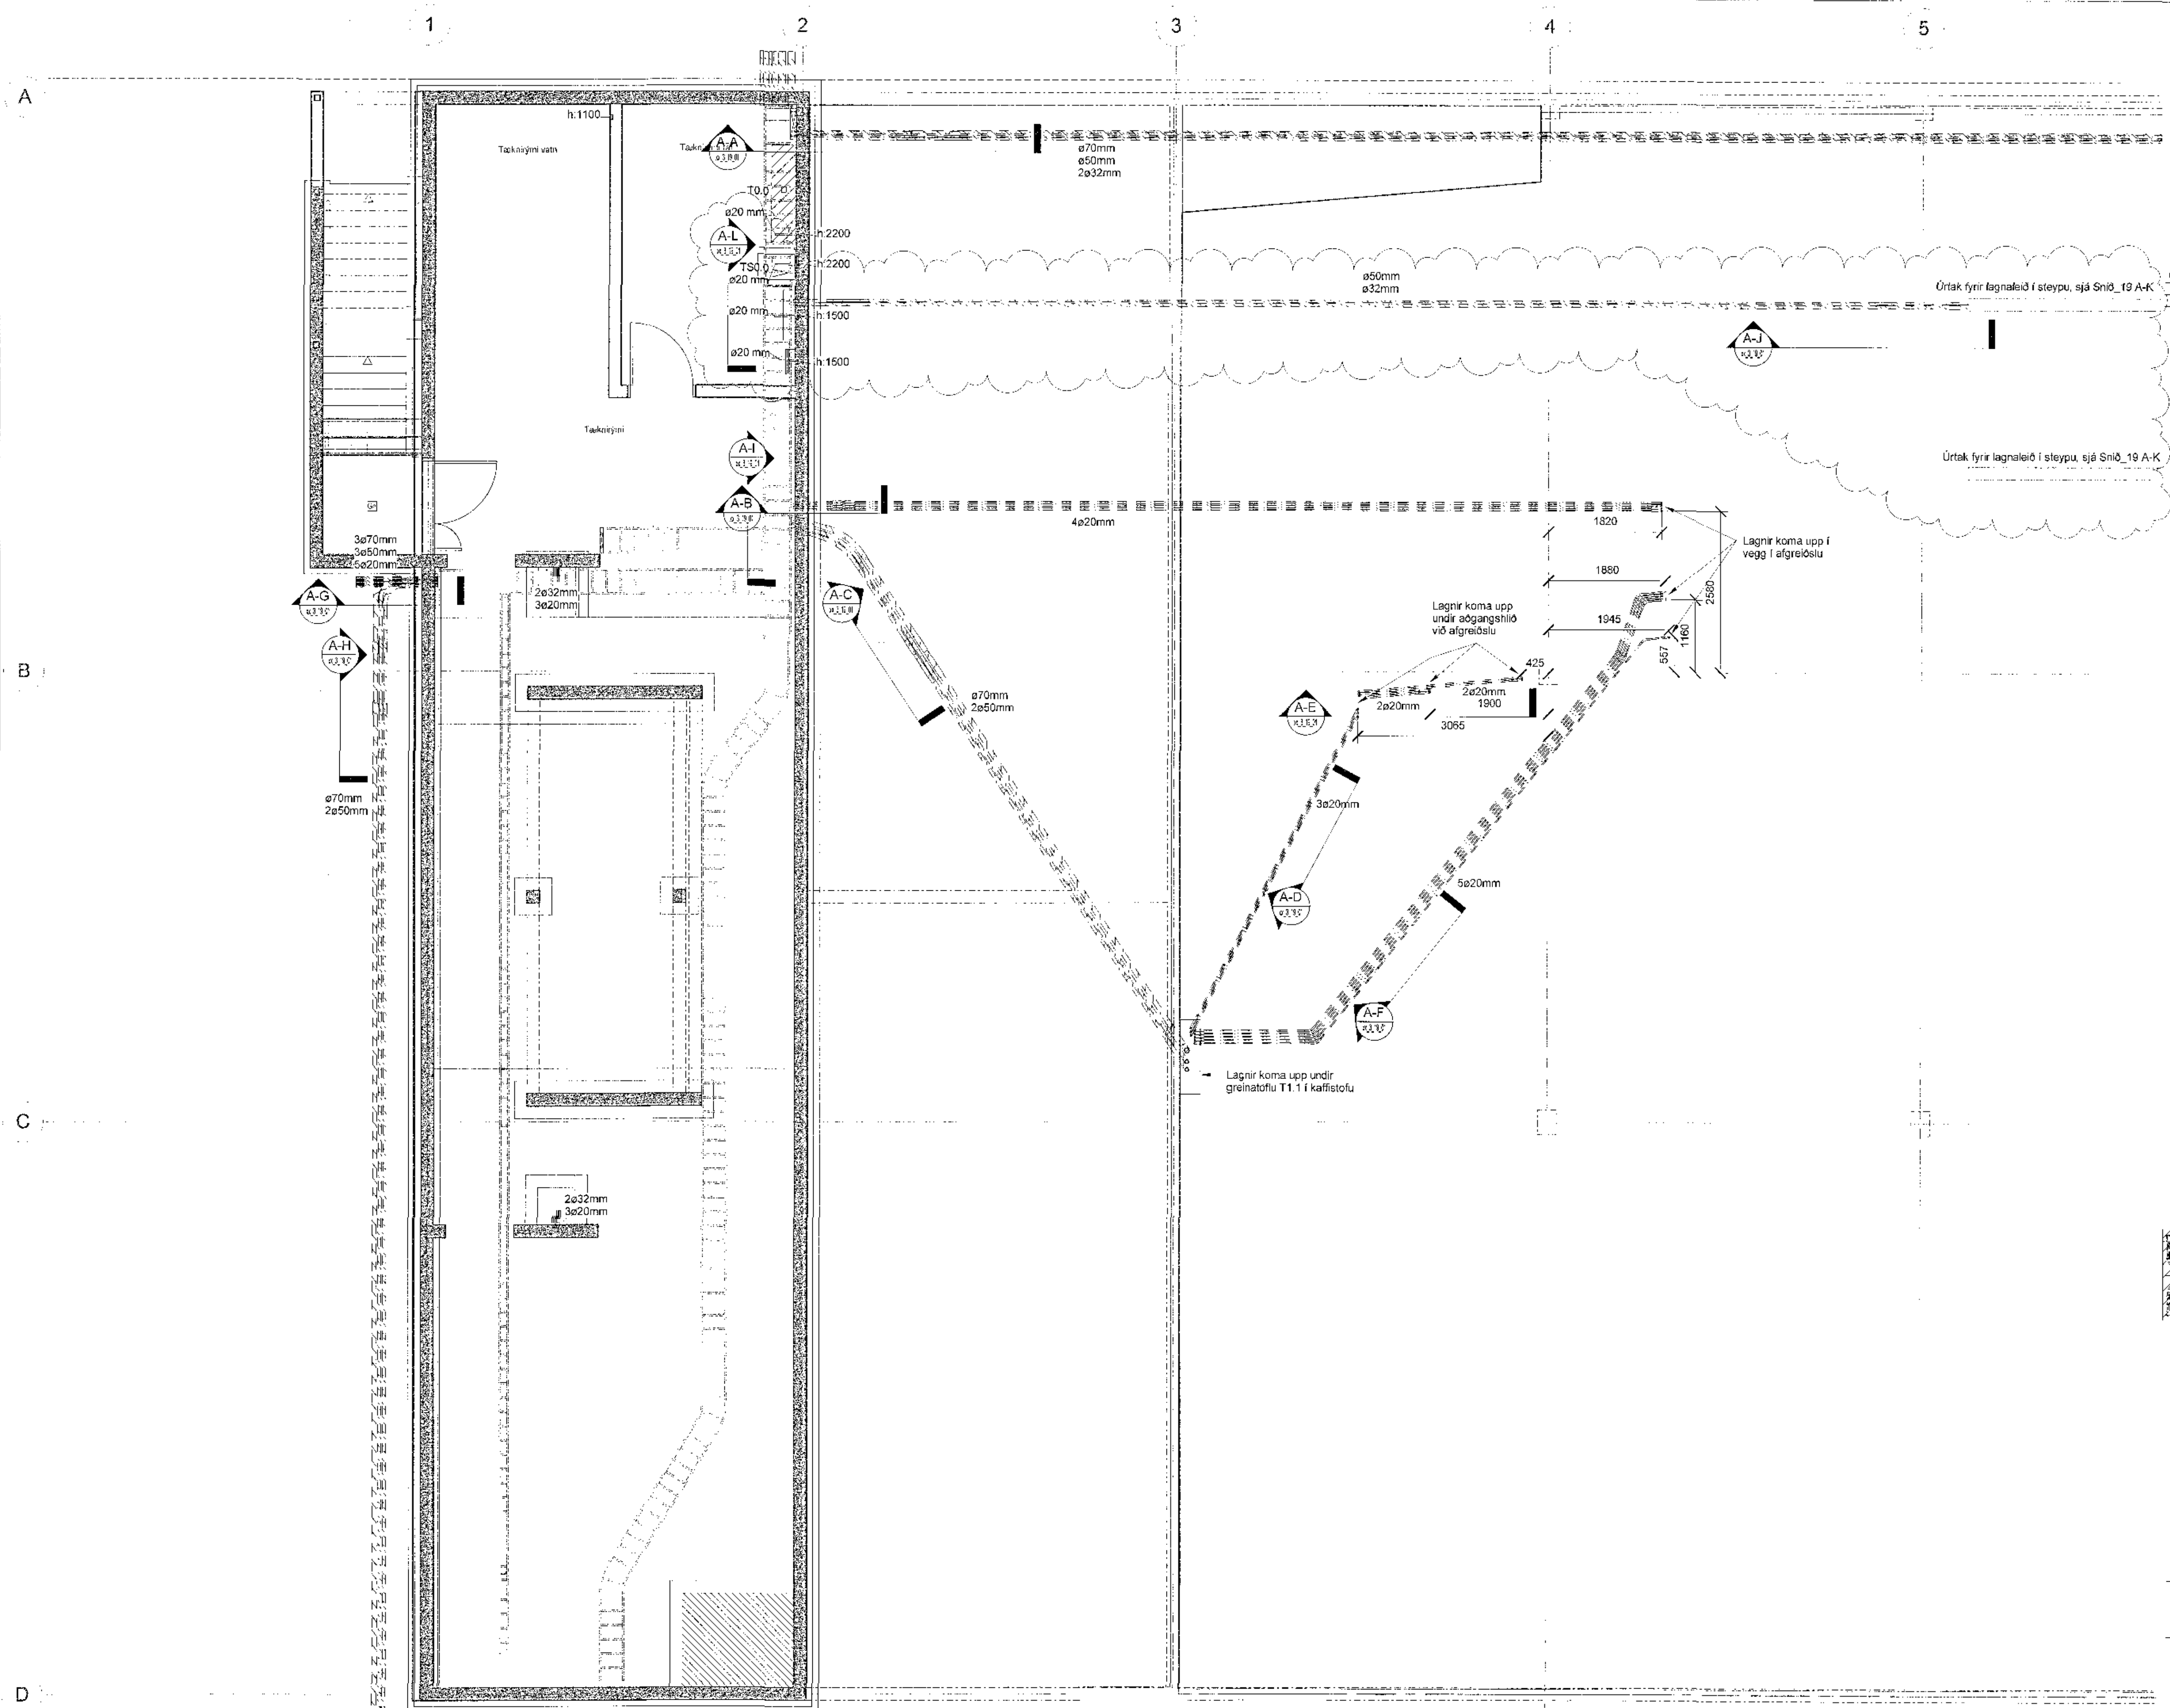 1
2
3
4
5
A
B
C
D
h:1100
Tæknirými vatn
A-A
ø70mm
ø50mm
2ø32mm
T0.0
ø20 mm
A-L
h:2200
h:2200
TS0.0
ø20 mm
ø20 mm
h:1500
ø20 mm
h:1500
ø50mm
ø32mm
Úrtak fyrir lagnaleið í steypu, sjá Snið_19 A-K
A-J
Tæknirými
A-I
A-B
Úrtak fyrir lagnaleið í steypu, sjá Snið_19 A-K
4ø20mm
1820
Lagnir koma upp í
vegg í afgreiðslu
3ø70mm
3ø50mm
5ø20mm
A-G
2ø32mm
3ø20mm
A-C
1880
2580
Lagnir koma upp
undir aðgangshlið
við afgreiðslu
1945
1160
557
A-H
425
ø70mm
2ø50mm
A-E
2ø20mm
2ø20mm
1900
3065
ø70mm
2ø50mm
3ø20mm
5ø20mm
A-D
A-F
Lagnir koma upp undir
greinatöflu T1.1 í kaffistofu
2ø32mm
3ø20mm